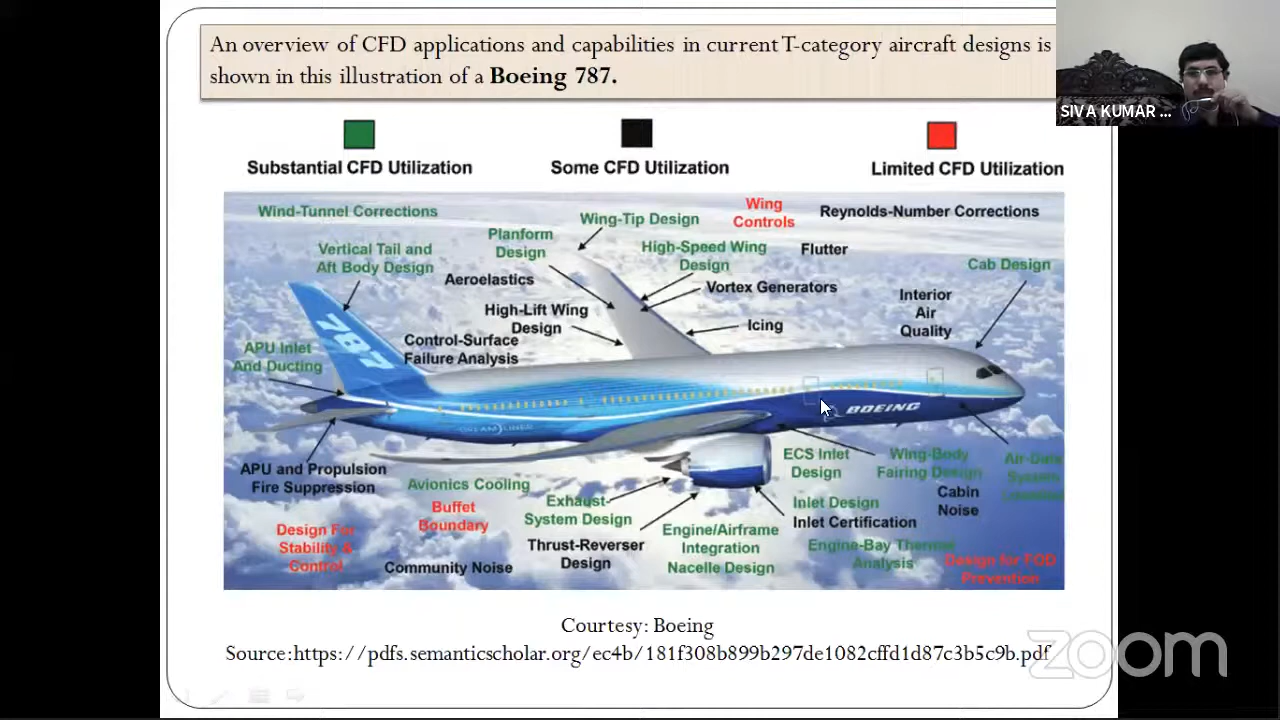 An overview of CFD applications and capabilities in current T-category aircraft designs is
shown in this illustration of a Boeing 787.
SIVA KUMAR ...
Substantial CFD Utilization
Some CFD Utilization
Limited CFD Utilization
Wind-Tunnel Corrections
Wing-Tip Design
Wing
Controls
Reynolds-Number Corrections
Vertical Tail and
Aft Body Design
Planform
Design
High-Speed Wing
Design
Flutter
Cab Design
Aeroelastics
Vortex Generators
Interior
Air
Quality
High-Lift Wing
Design
Icing
Control-Surface
Failure Analysis
APU Inlet
And Ducting
787
BOEING
DREAMLINER
APU and Propulsion
Fire Suppression
Avionics Cooling
ECS Inlet
Design
Wing-Body
Fairing Design
Air-Data
System
Cabin
Noise
Buffet
Boundary
Exhaust-
System Design
Inlet Design
Inlet Certification
Design For
Stability &
Control
Engine/Airframe
Integration
Nacelle Design
Thrust-Reverser
Design
Engine-Bay Thermal
Analysis
Community Noise
Design for FOD
Prevention
Courtesy: Boeing
Source:https://pdfs.semanticscholar.org/ec4b/181f308b899b297de1082cffd1d87c3b5c9b.pdf
zoom